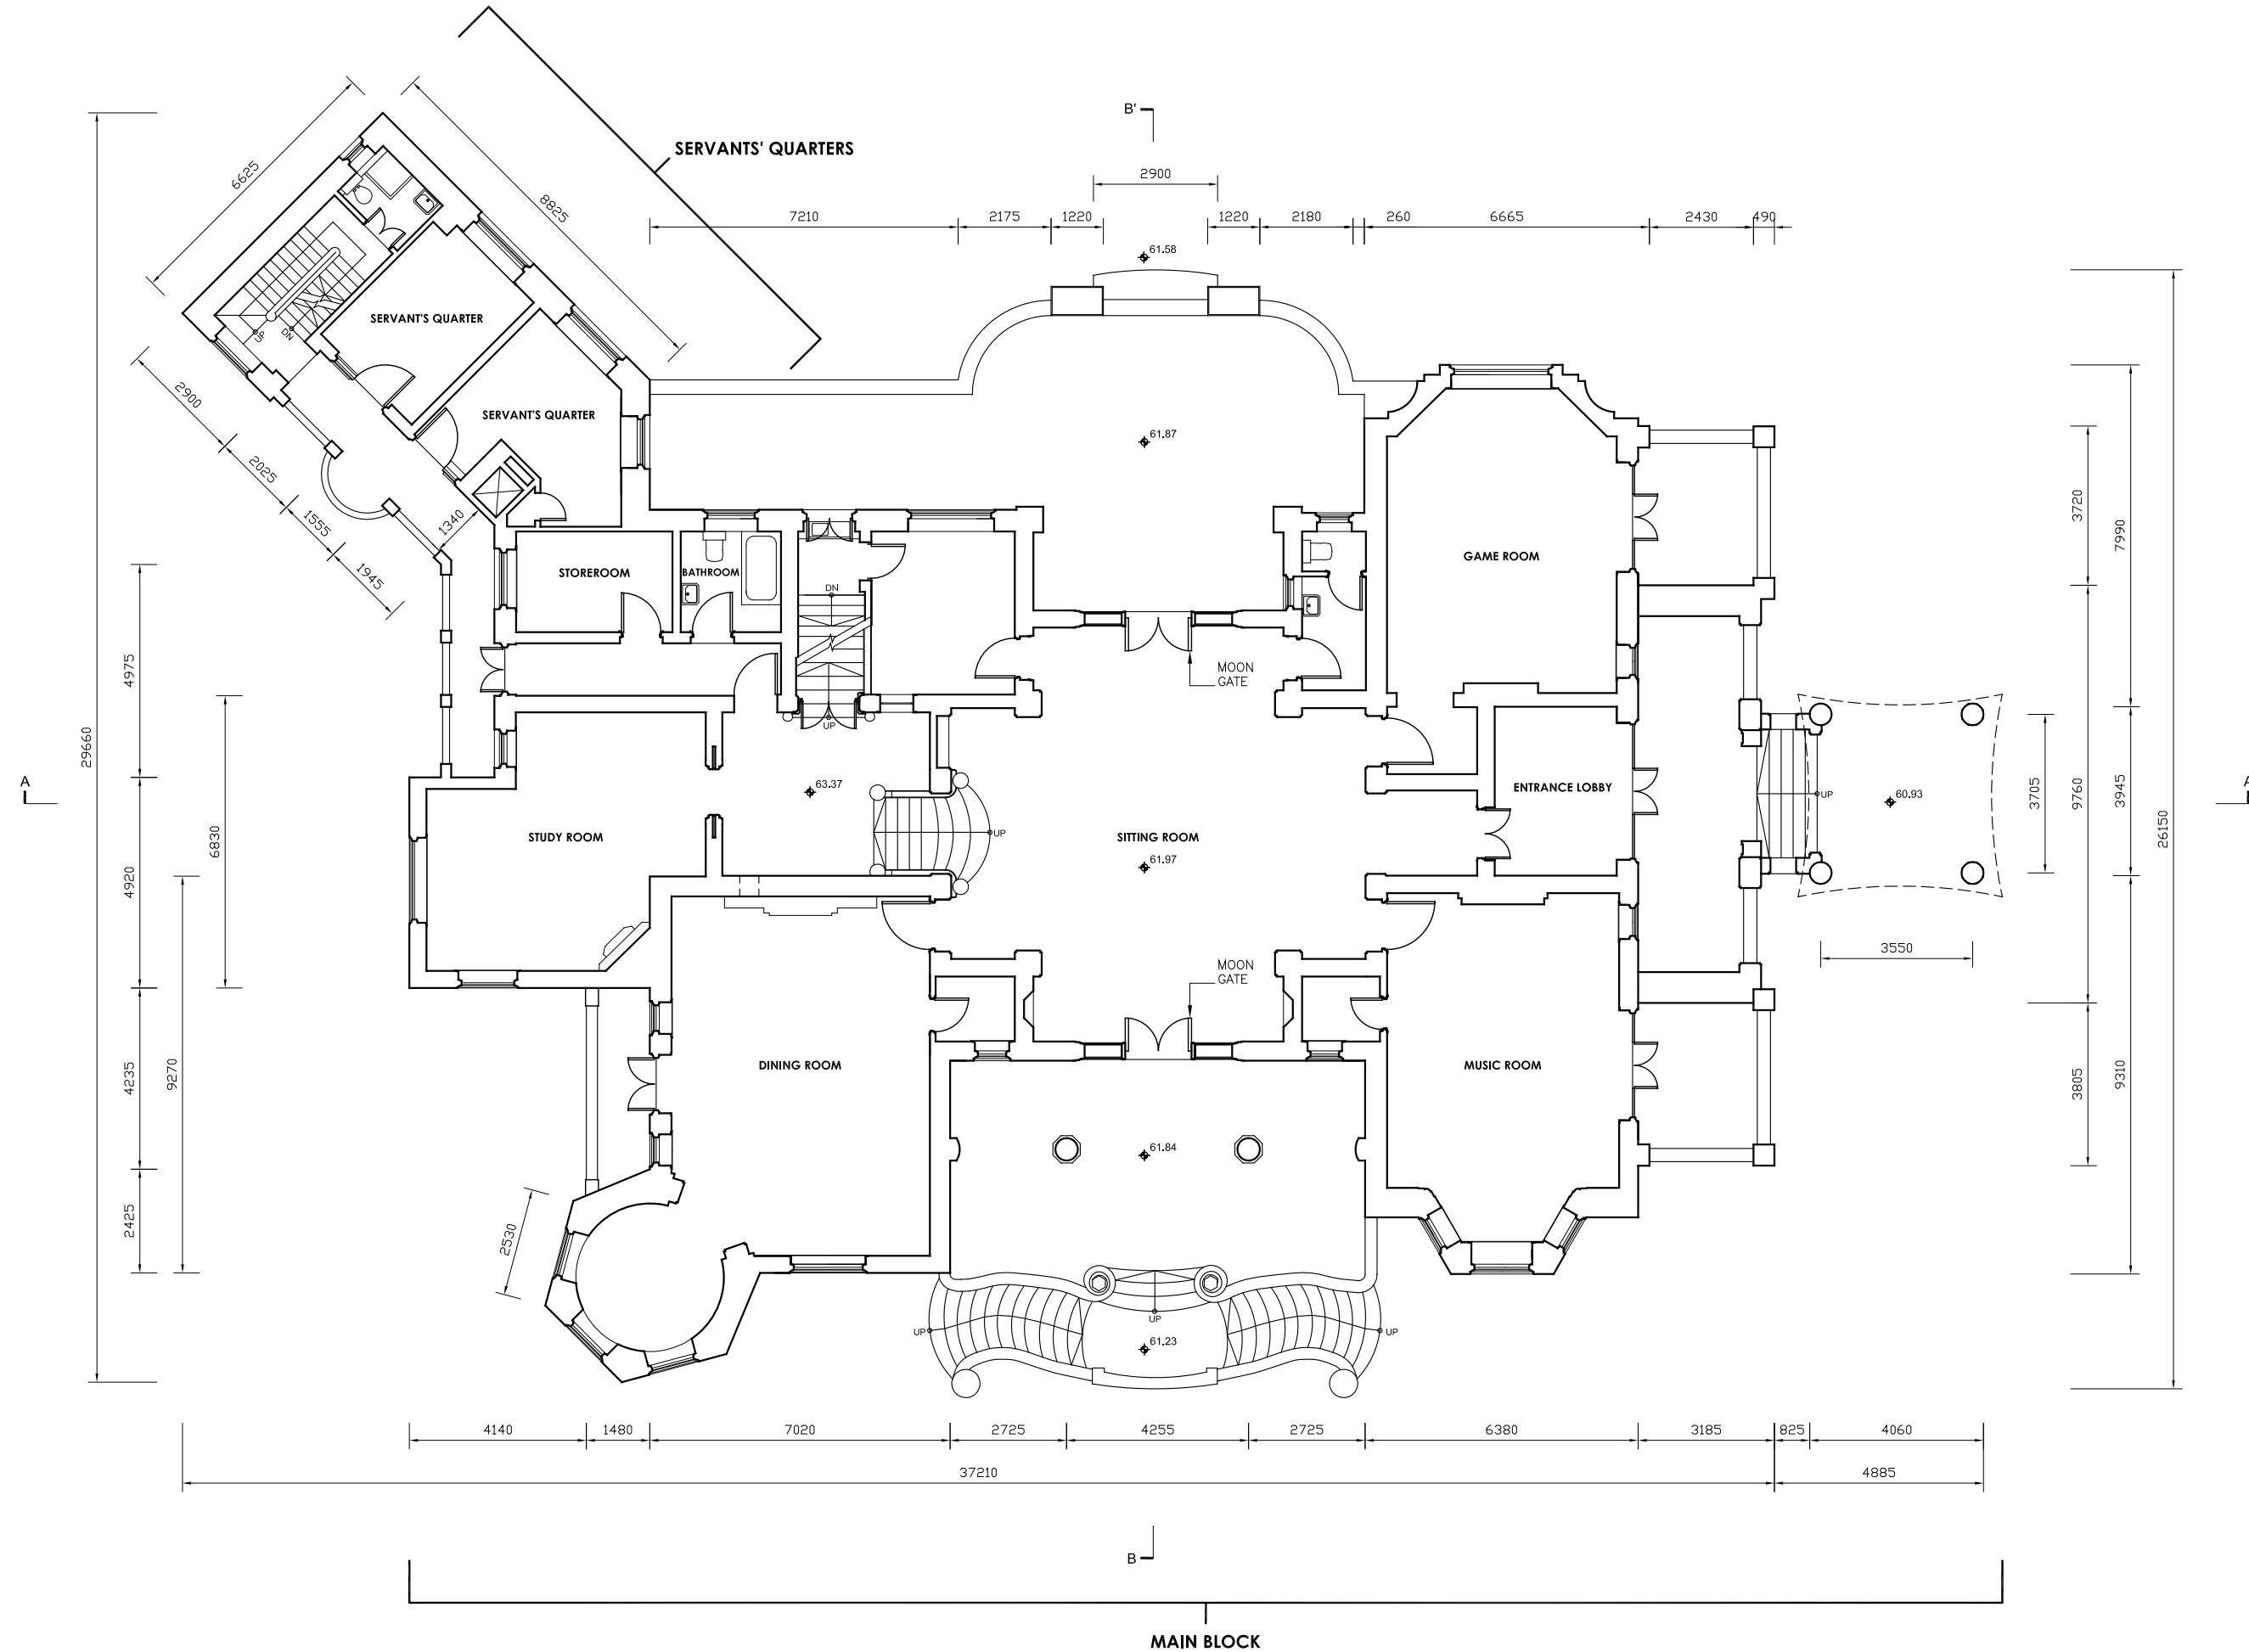 B'
SERVANTS' QUARTERS
2900
6625
8825
7210
2175
1220
1220
2180
260
6665
2430
490
61.58
SERVANT'S QUARTER
UP
DN
2900
SERVANT'S QUARTER
61.87
2025
1555
1340
1945
3720
7990
GAME ROOM
STOREROOM
BATHROOM
DN
4975
MOON
GATE
UP
29660
A
6830
63.37
ENTRANCE LOBBY
UP
60.93
3705
9760
3945
26150
A
STUDY ROOM
UP
SITTING ROOM
61.97
4920
3550
MOON
GATE
4235
9270
DINING ROOM
MUSIC ROOM
3805
9310
61.84
2425
2530
UP
UP
UP
61.23
4140
1480
7020
2725
4255
2725
6380
3185
825
4060
37210
4885
B
MAIN BLOCK